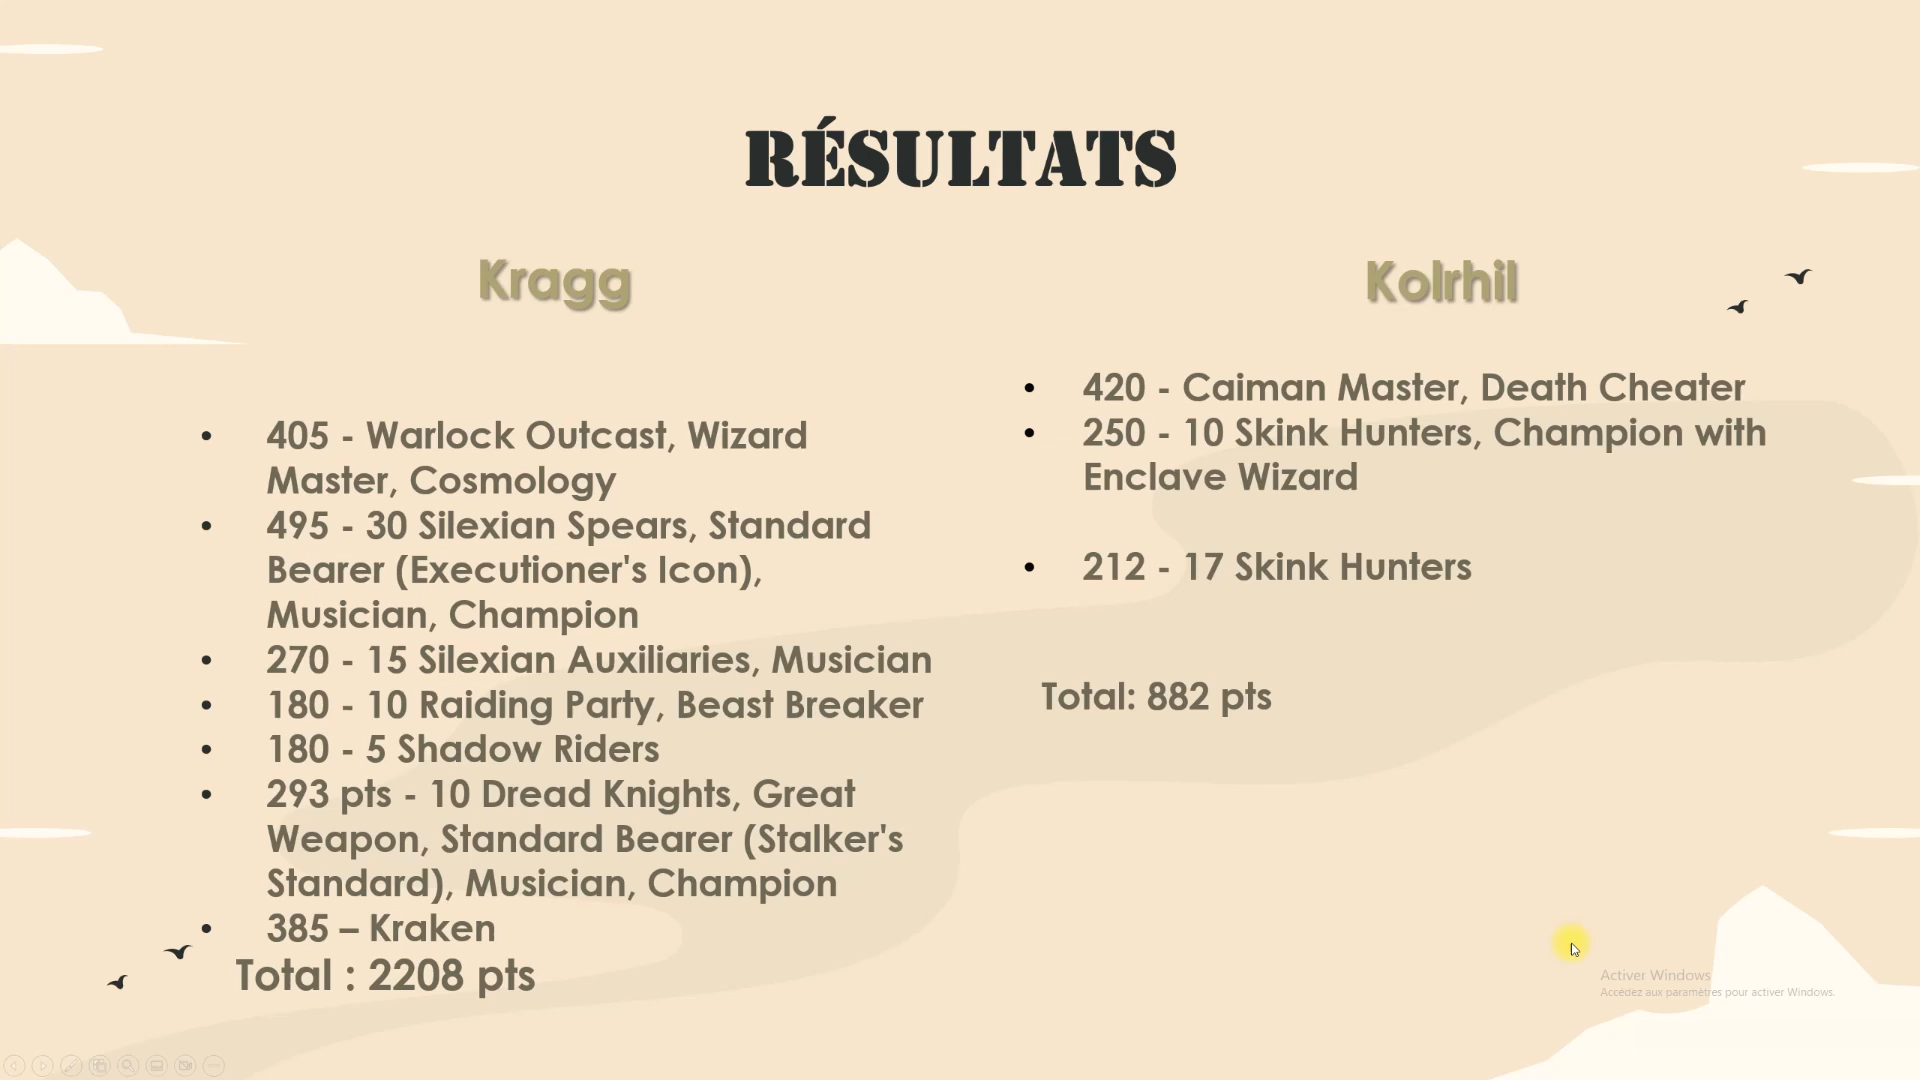 RÉSULTATS
Kragg
405 - Warlock Outcast, Wizard
Master, Cosmology
495 - 30 Silexian Spears, Standard
Bearer (Executioner's Icon),
Musician, Champion
270 - 15 Silexian Auxiliaries, Musician
180 - 10 Raiding Party, Beast Breaker
180 - 5 Shadow Riders
293 pts - 10 Dread Knights, Great
Weapon, Standard Bearer (Stalker's
Standard), Musician, Champion
385 – Kraken
Total : 2208 pts
Kolrhil
420 - Caiman Master, Death Cheater
250 - 10 Skink Hunters, Champion with
Enclave Wizard
212 - 17 Skink Hunters
Total: 882 pts
Activer Windows
Accédez aux paramètres pour activer Windows.